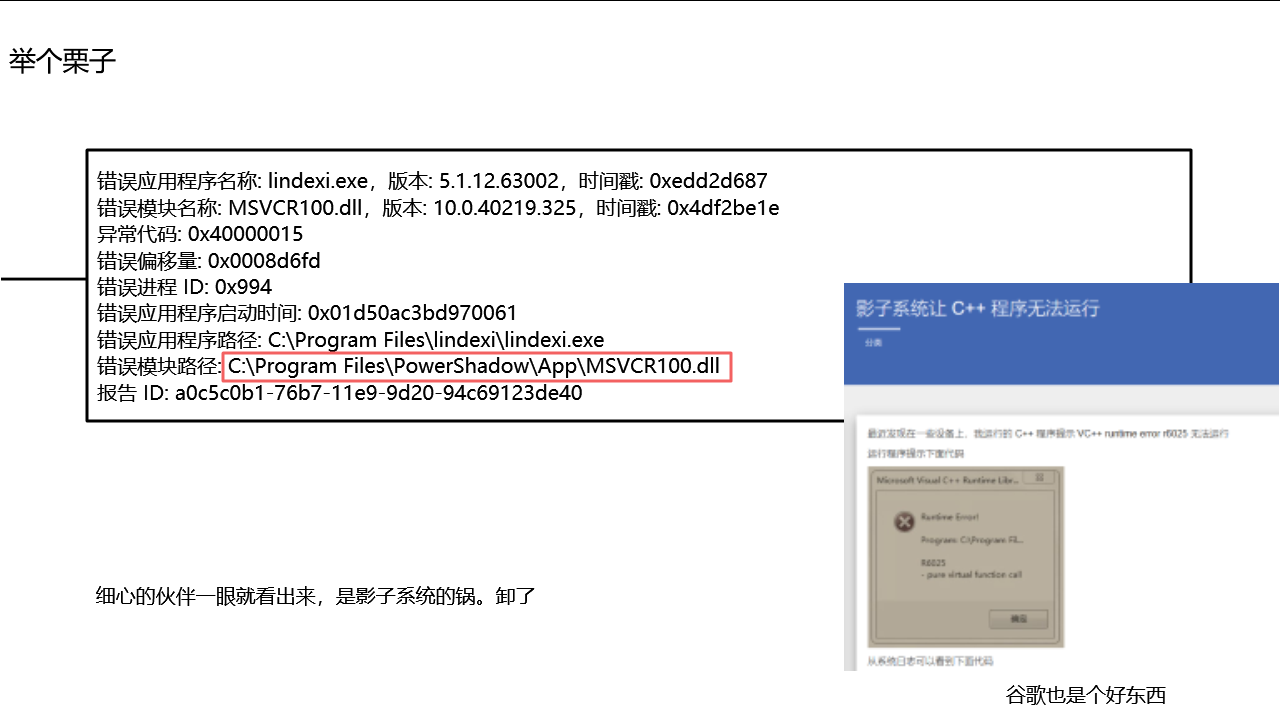 举个栗子
错误应用程序名称: lindexi.exe，版本: 5.1.12.63002，时间戳: 0xedd2d687
错误模块名称: MSVCR100.dll，版本: 10.0.40219.325，时间戳: 0x4df2be1e
异常代码: 0x40000015
错误偏移量: 0x0008d6fd
错误进程 ID: 0x994
错误应用程序启动时间: 0x01d50ac3bd970061
错误应用程序路径: C:\Program Files\lindexi\lindexi.exe
错误模块路径: C:\Program Files\PowerShadow\App\MSVCR100.dll
报告 ID: a0c5c0b1-76b7-11e9-9d20-94c69123de40
影子系统让 C++ 程序无法运行
分类
最近发现在一些设备上，我运行的 C++ 程序提示 VC++ runtime error r6025 无法运行
运行程序提示下面代码
Microsoft Visual C++ Runtime Libr...
Runtime Error!
Program: C:\Program Fil...
R6025
- pure virtual function call
确定
从系统日志可以看到下面代码
细心的伙伴一眼就看出来，是影子系统的锅。卸了
谷歌也是个好东西